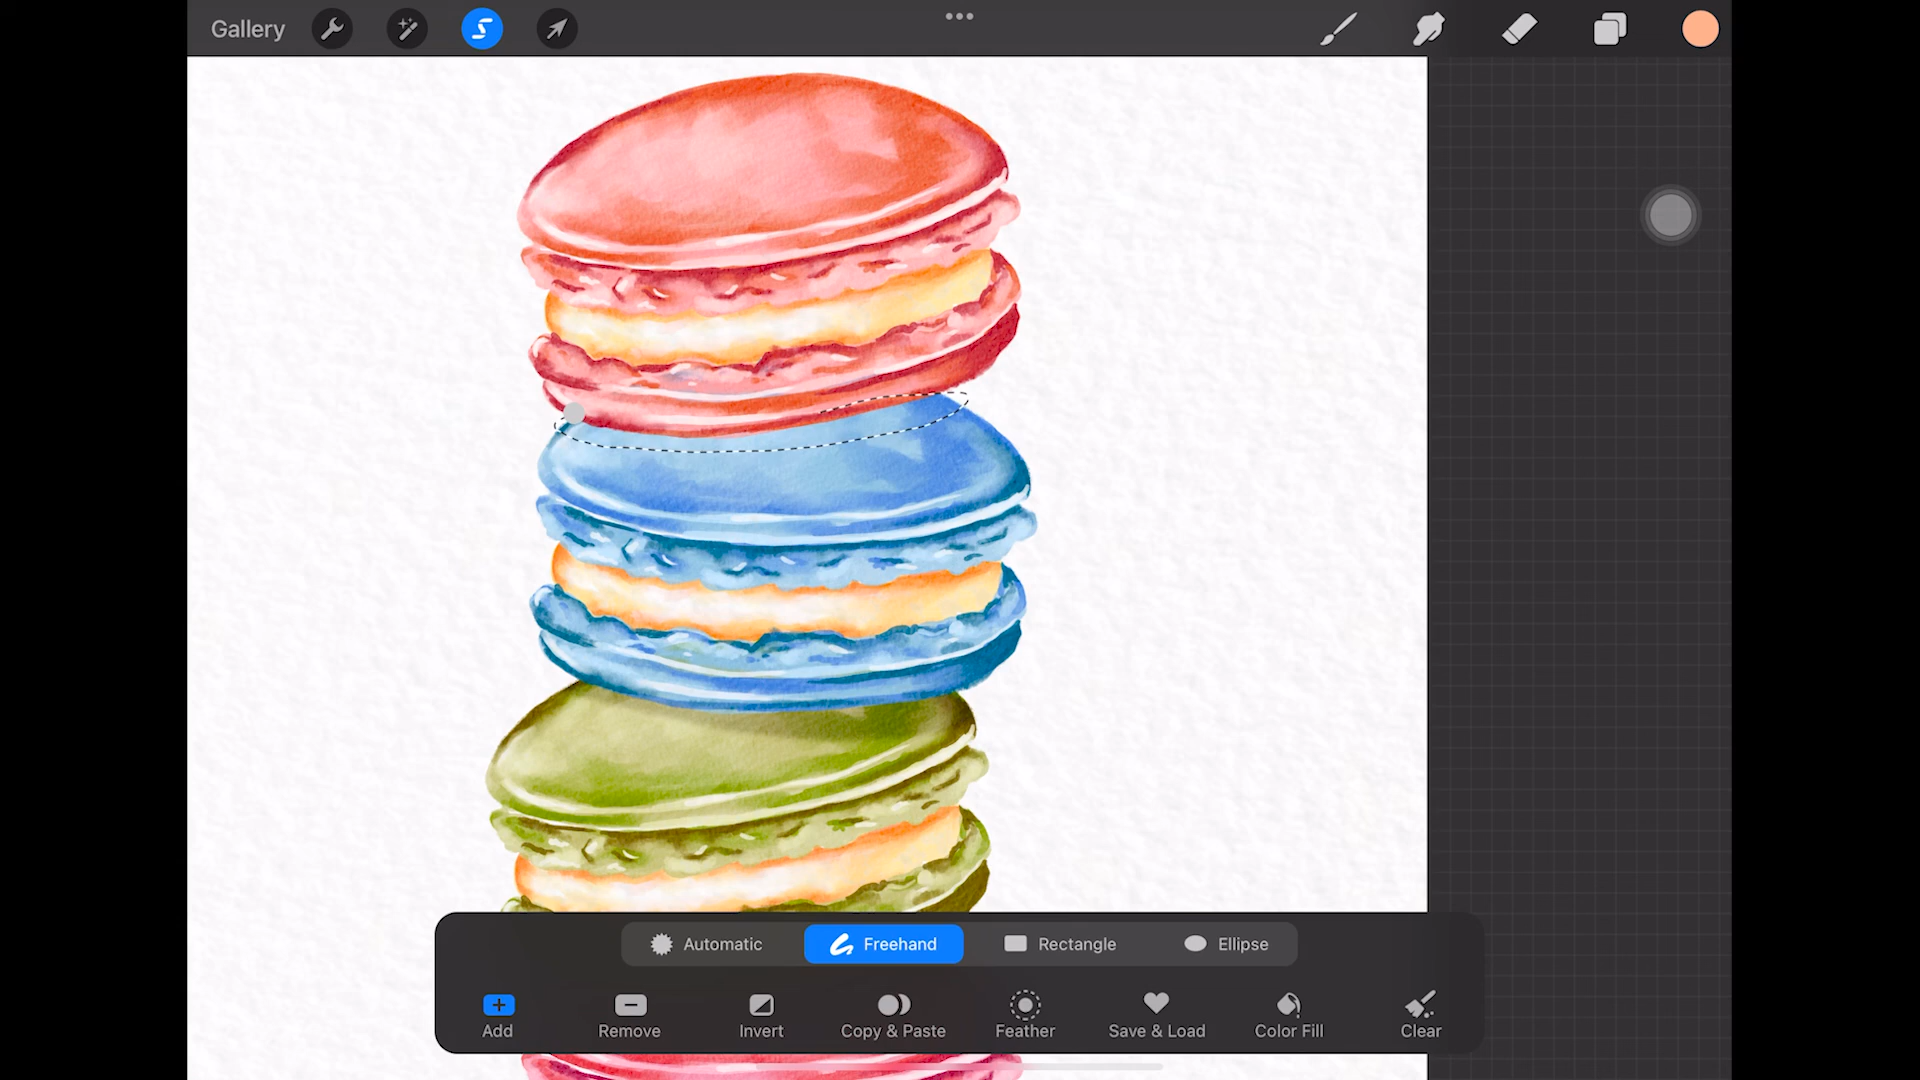 Gallery
Automatic
Freehand
Rectangle
Ellipse
Add
Remove
Invert
Copy & Paste
Feather
Save & Load
Color Fill
Clear